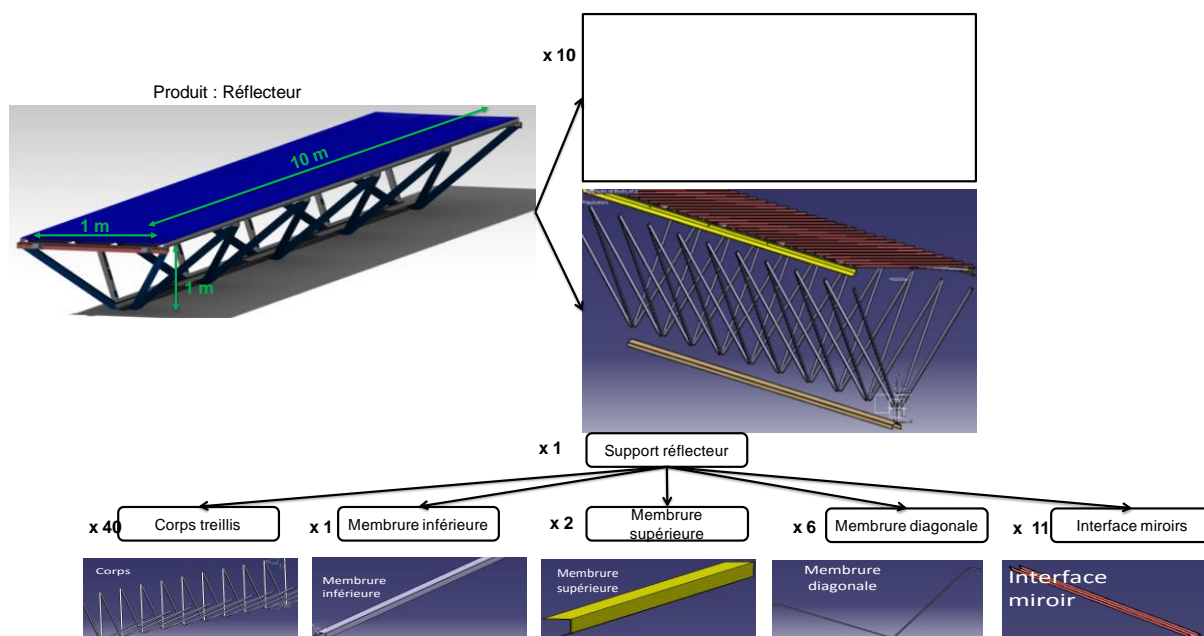 x 10
Produit : Réflecteur
10 m
1 m
1 m
x 1
Support réflecteur
x 40
Corps treillis
x 1
Membrure inférieure
x 2
Membrure
supérieure
x 6
Membrure diagonale
x 11
Interface miroirs
Corps
Membrure
inférieure
Membrure
supérieure
Membrure
diagonale
Interface
miroir